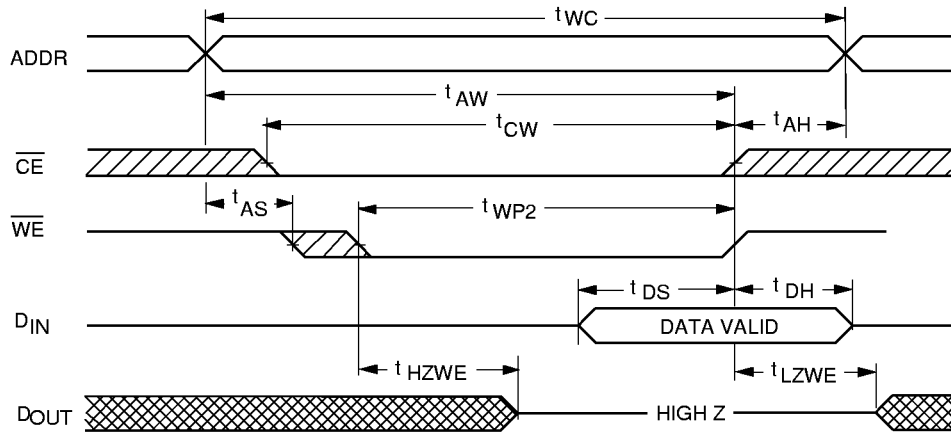 tWC
ADDR
tAW
tCW
tAH
CE
tAS
tWP2
WE
tDS
tDH
DIN
DATA VALID
tHZWE
tLZWE
DOUT
HIGH Z